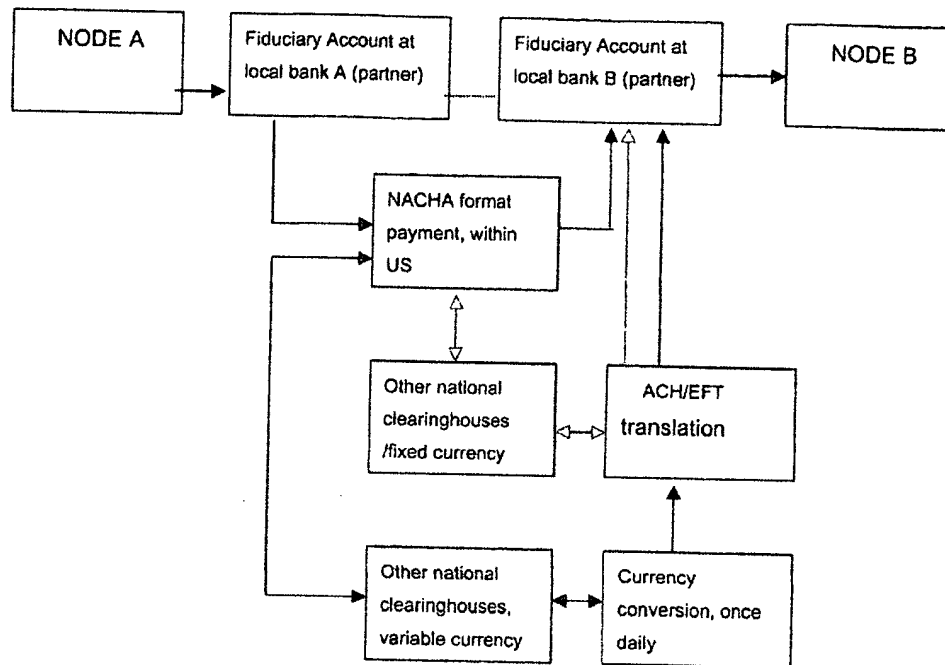 NODE A
Fiduciary Account at
local bank A (partner)
Fiduciary Account at
local bank B (partner)
NODE B
NACHA format
payment, within
US
Other national
clearinghouses
/fixed currency
ACH/EFT
translation
Other national
clearinghouses,
variable currency
Currency
conversion, once
daily